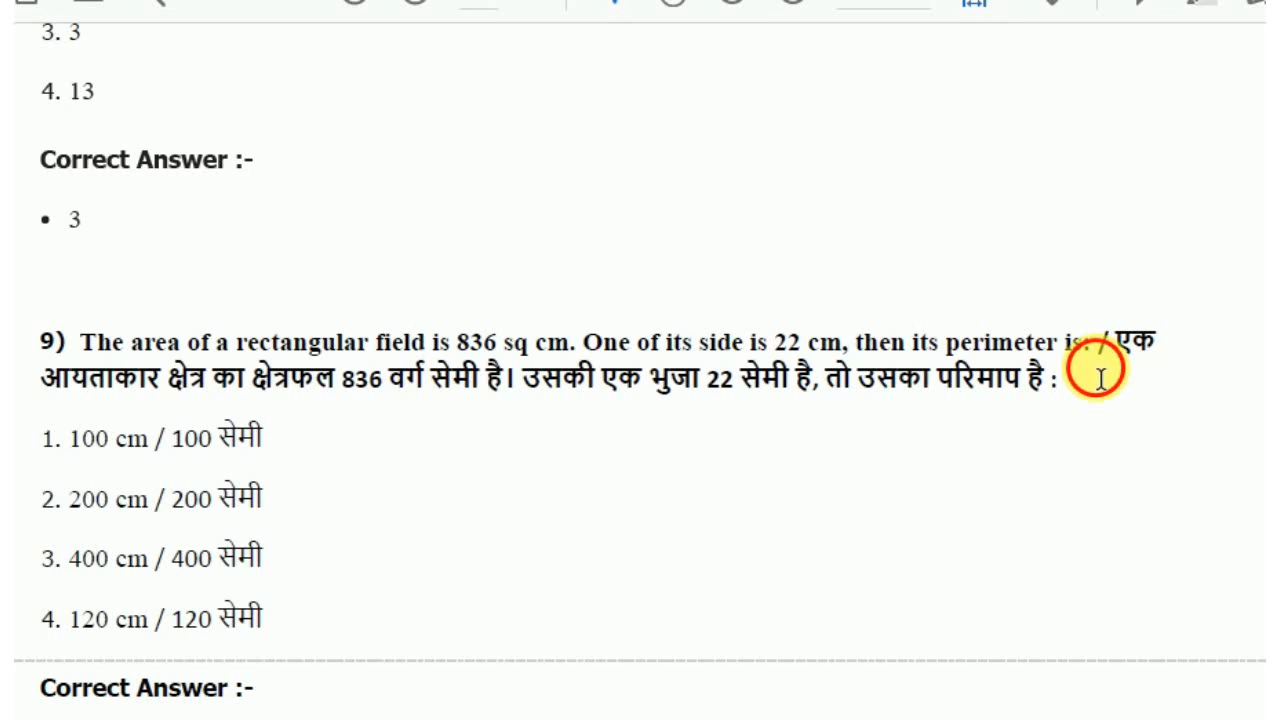 3. 3
4. 13
Correct Answer :-
• 3
9) The area of a rectangular field is 836 sq cm. One of its side is 22 cm, then its perimeter is: / एक
आयताकार क्षेत्र का क्षेत्रफल 836 वर्ग सेमी है। उसकी एक भुजा 22 सेमी है, तो उसका परिमाप है :
1. 100 cm / 100 सेमी
2. 200 cm / 200 सेमी
3. 400 cm / 400 सेमी
4. 120 cm / 120 सेमी
Correct Answer :-